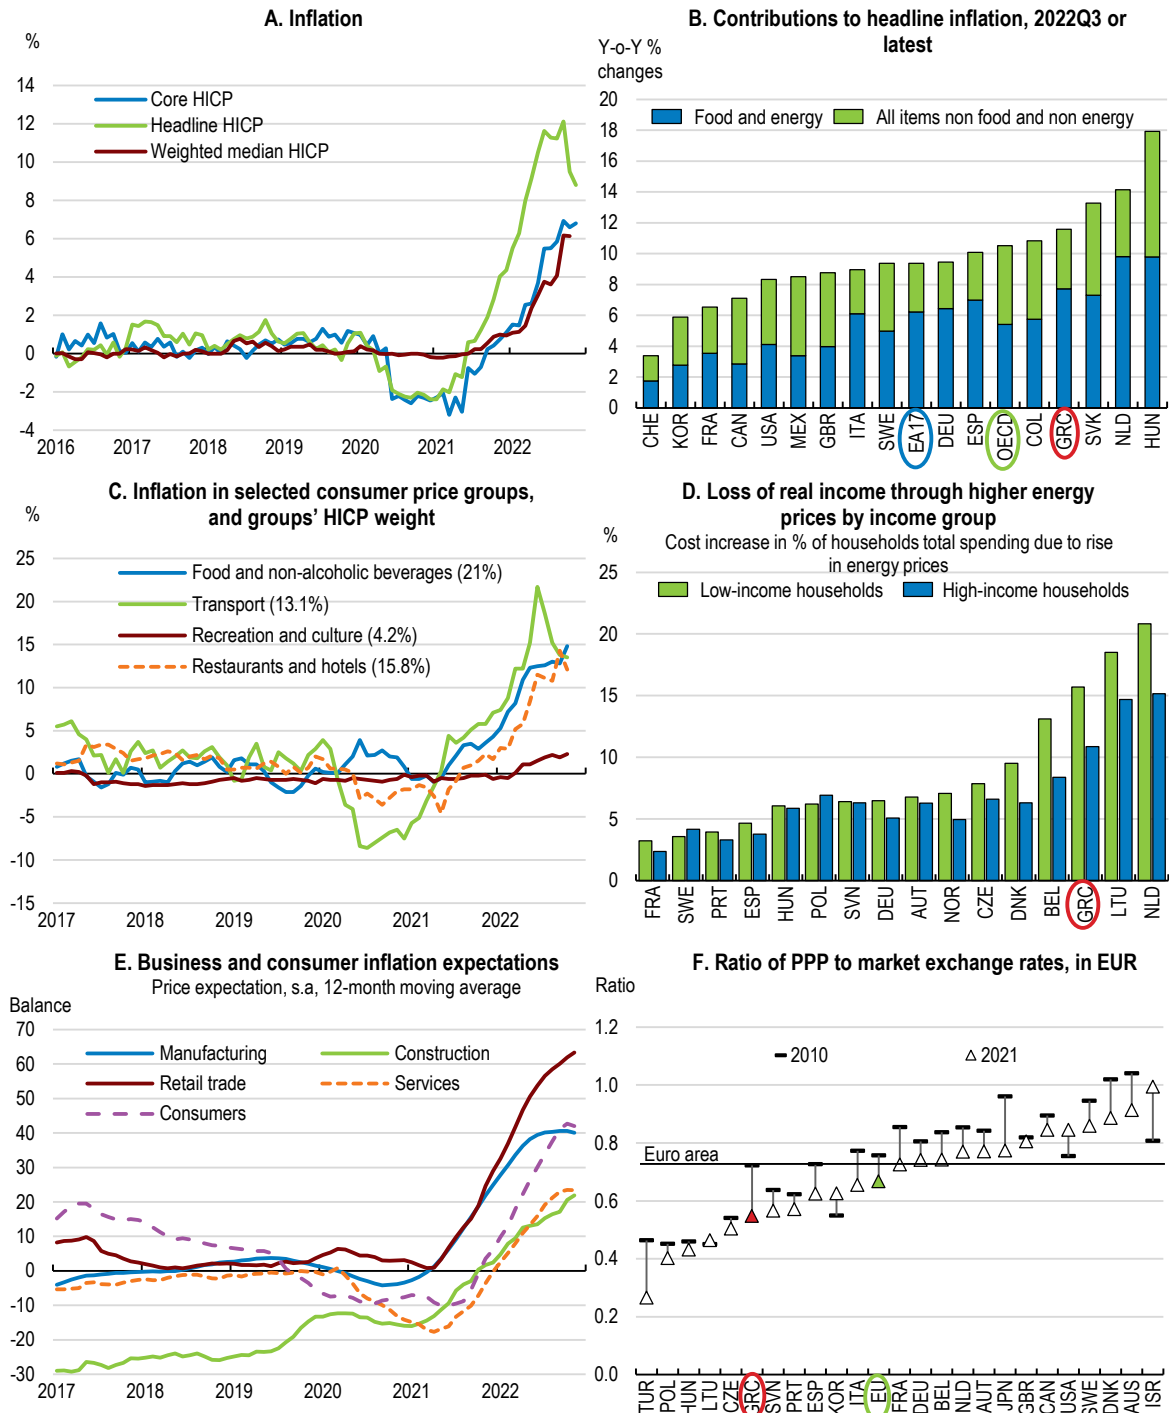 A. Inflation
%
14
12
10
8
6
4
2
0
-2
-4
Core HICP
Headline HICP
Weighted median HICP
2016 2017 2018 2019 2020 2021 2022
B. Contributions to headline inflation, 2022Q3 or
latest
Y-o-Y %
changes
20
18
16
14
12
10
8
6
4
2
0
Food and energy All items non food and non energy
CHE KOR FRA CAN USA MEX GBR ITA SWE EA17 DEU ESP OECD COL GRC SVK NLD HUN
C. Inflation in selected consumer price groups,
and groups' HICP weight
%
25
20
15
10
5
0
-5
-10
-15
Food and non-alcoholic beverages (21%)
Transport (13.1%)
Recreation and culture (4.2%)
Restaurants and hotels (15.8%)
2017 2018 2019 2020 2021 2022
D. Loss of real income through higher energy
prices by income group
Cost increase in % of households total spending due to rise
in energy prices
%
25
20
15
10
5
0
Low-income households High-income households
FRA SWE PRT ESP HUN POL SVN DEU AUT NOR CZE DNK BEL GRC LTU NLD
E. Business and consumer inflation expectations
Price expectation, s.a, 12-month moving average
Balance
70
60
50
40
30
20
10
0
-10
-20
-30
Manufacturing Construction
Retail trade Services
Consumers
2017 2018 2019 2020 2021 2022
F. Ratio of PPP to market exchange rates, in EUR
Ratio
1.2
1.0
0.8
0.6
0.4
0.2
0.0
2010 2021
Euro area
TUR POL HUN LTU CZE GRC SVN PRT ESP KOR ITA EU FRA DEU BEL NLD AUT JPN GBR CAN USA SWE DNK AUS ISR